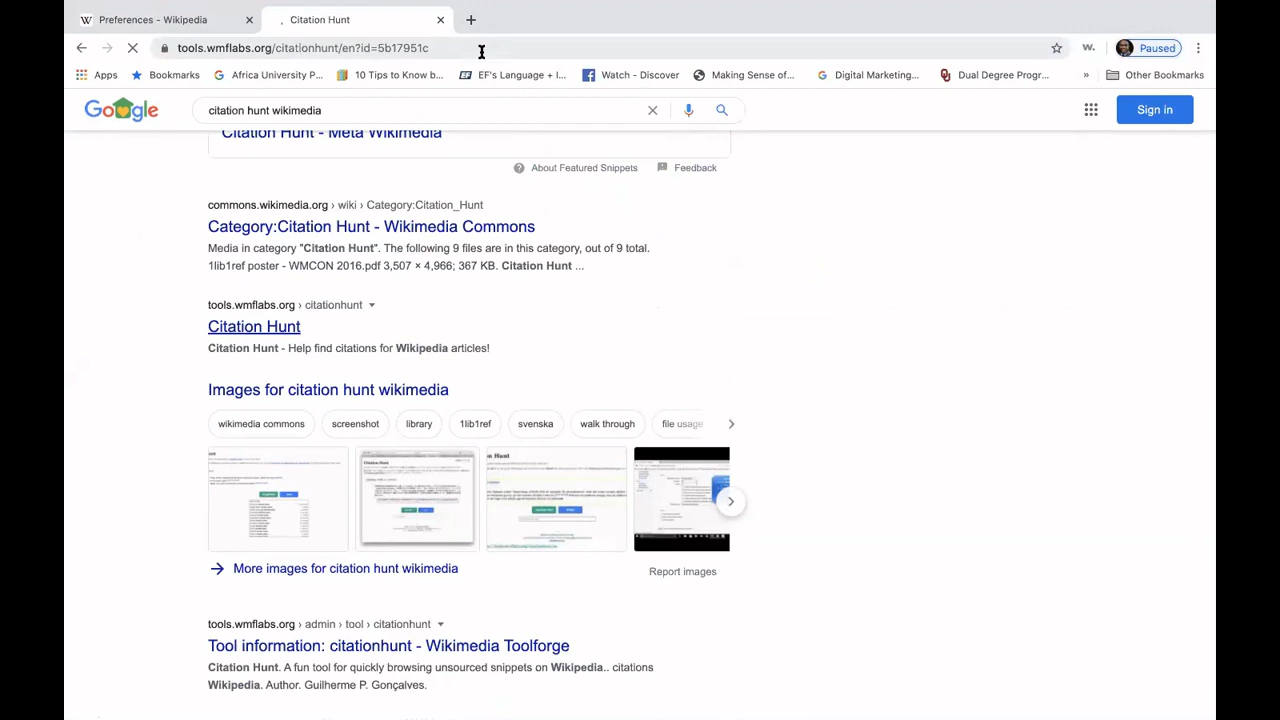 Preferences - Wikipedia
Citation Hunt
tools.wmflabs.org/citationhunt/en?id=5b17951c
Paused
Apps
Bookmarks
Africa University P...
10 Tips to Know b...
EF's Language + I...
Watch - Discover
Making Sense of...
Digital Marketing...
Dual Degree Progr...
»
Other Bookmarks
Google
citation hunt wikimedia
Sign in
Citation Hunt - Meta Wikimedia
About Featured Snippets
Feedback
commons.wikimedia.org › wiki › Category:Citation_Hunt
Category:Citation Hunt - Wikimedia Commons
Media in category "Citation Hunt". The following 9 files are in this category, out of 9 total.
1lib1ref poster - WMCON 2016.pdf 3,507 × 4,966; 367 KB. Citation Hunt ...
tools.wmflabs.org › citationhunt
Citation Hunt
Citation Hunt - Help find citations for Wikipedia articles!
Images for citation hunt wikimedia
wikimedia commons
screenshot
library
1lib1ref
svenska
walk through
file usage
More images for citation hunt wikimedia
Report images
tools.wmflabs.org › admin › tool › citationhunt
Tool information: citationhunt - Wikimedia Toolforge
Citation Hunt. A fun tool for quickly browsing unsourced snippets on Wikipedia.. citations
Wikipedia. Author. Guilherme P. Gonçalves.